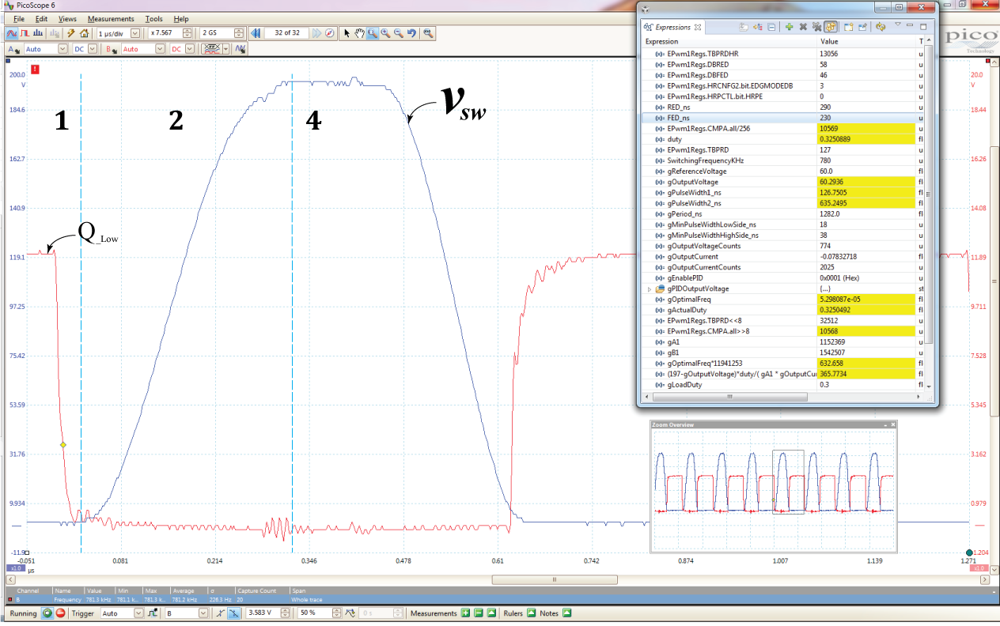 PicoScope 6
File Edit Views Measurements Tools Help
1 µs/div x 7.567 2 GS 32 of 32
A Auto DC B Auto DC
pico
Technology
200.0
V
184.6
162.7
140.9
119.1
97.25
75.42
53.59
31.76
9.934
-11.9
x1.0 µs
-0.051 0.081 0.214 0.346 0.478 0.61 0.742 0.874 1.007 1.139 1.271
20.0
V
18.44
16.26
14.08
11.89
9.711
7.528
5.345
3.162
0.979
-1.204
x1.0
1 2 4
vsw
Q_Low
Expressions
Expression Value T
EPwm1Regs.TBPRDHR 13056 u
EPwm1Regs.DBRED 58 u
EPwm1Regs.DBFED 46 u
EPwm1Regs.HRCNFG2.bit.EDGMODEDB 3 u
EPwm1Regs.HRPCTL.bit.HRPE 0 u
RED_ns 290 u
FED_ns 230 u
EPwm1Regs.CMPA.all/256 10569 u
duty 0.3250889 fl
EPwm1Regs.TBPRD 127 u
SwitchingFrequencyKHz 780 u
gReferenceVoltage 60.0 fl
gOutputVoltage 60.2936 fl
gPulseWidth1_ns 126.7505 fl
gPulseWidth2_ns 635.2495 fl
gPeriod_ns 1282.0 fl
gMinPulseWidthLowSide_ns 18 u
gMinPulseWidthHighSide_ns 38 u
gOutputVoltageCounts 774 u
gOutputCurrent -0.07832718 fl
gOutputCurrentCounts 2025 u
gEnablePID 0x0001 (Hex) u
gPIDOutputVoltage {...} st
gOptimalFreq 5.298087e-05 fl
gActualDuty 0.3250492 fl
EPwm1Regs.TBPRD<<8 32512 u
EPwm1Regs.CMPA.all>>8 10568 u
gA1 1152369 u
gB1 1542507 u
gOptimalFreq*11941253 632.658 fl
(197-gOutputVoltage)*duty/( gA1 * gOutputCu 365.7734 fl
gLoadDuty 0.3 fl
Zoom Overview
Channel Name Value Min Max Average σ Capture Count Span
B Frequency 781.3 kHz 781.1 k... 781.3 k... 781.2 kHz 228.3 Hz 20 Whole trace
Running Trigger Auto B 3.583 V 50 % 0 s Measurements Rulers Notes